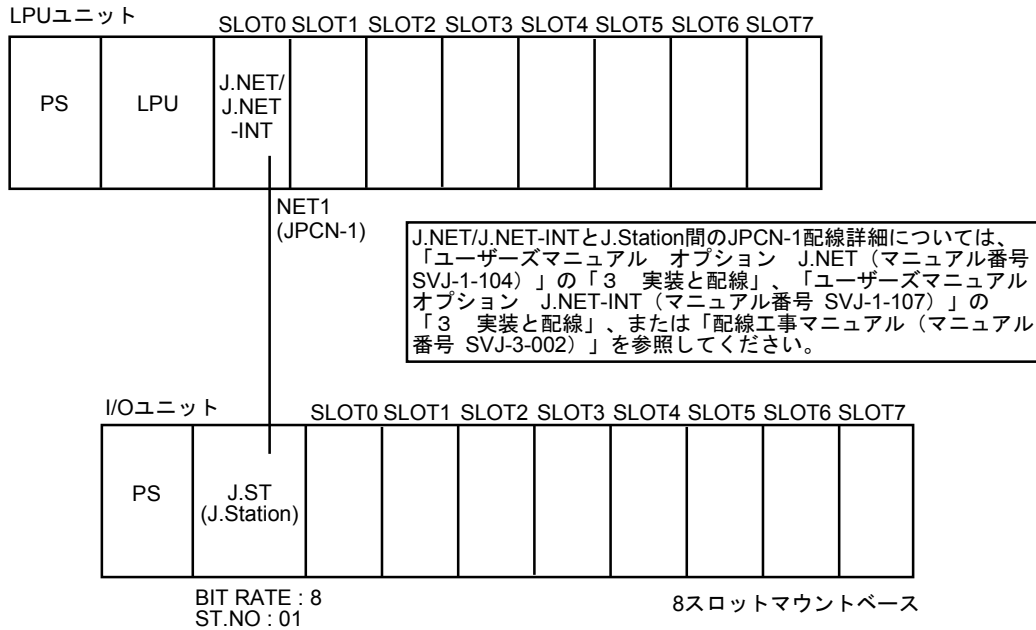 LPUユニット
SLOT0 SLOT1 SLOT2 SLOT3 SLOT4 SLOT5 SLOT6 SLOT7
PS
LPU
J.NET/
J.NET
-INT
NET1
(JPCN-1)
J.NET/J.NET-INTとJ.Station間のJPCN-1配線詳細については、
「ユーザーズマニュアル オプション J.NET(マニュアル番号
SVJ-1-104)」の「3 実装と配線」、「ユーザーズマニュアル
オプション J.NET-INT(マニュアル番号 SVJ-1-107)」の
「3 実装と配線」、または「配線工事マニュアル(マニュアル
番号 SVJ-3-002)」を参照してください。
I/Oユニット
SLOT0 SLOT1 SLOT2 SLOT3 SLOT4 SLOT5 SLOT6 SLOT7
PS
J.ST
(J.Station)
BIT RATE : 8
ST.NO : 01
8スロットマウントベース